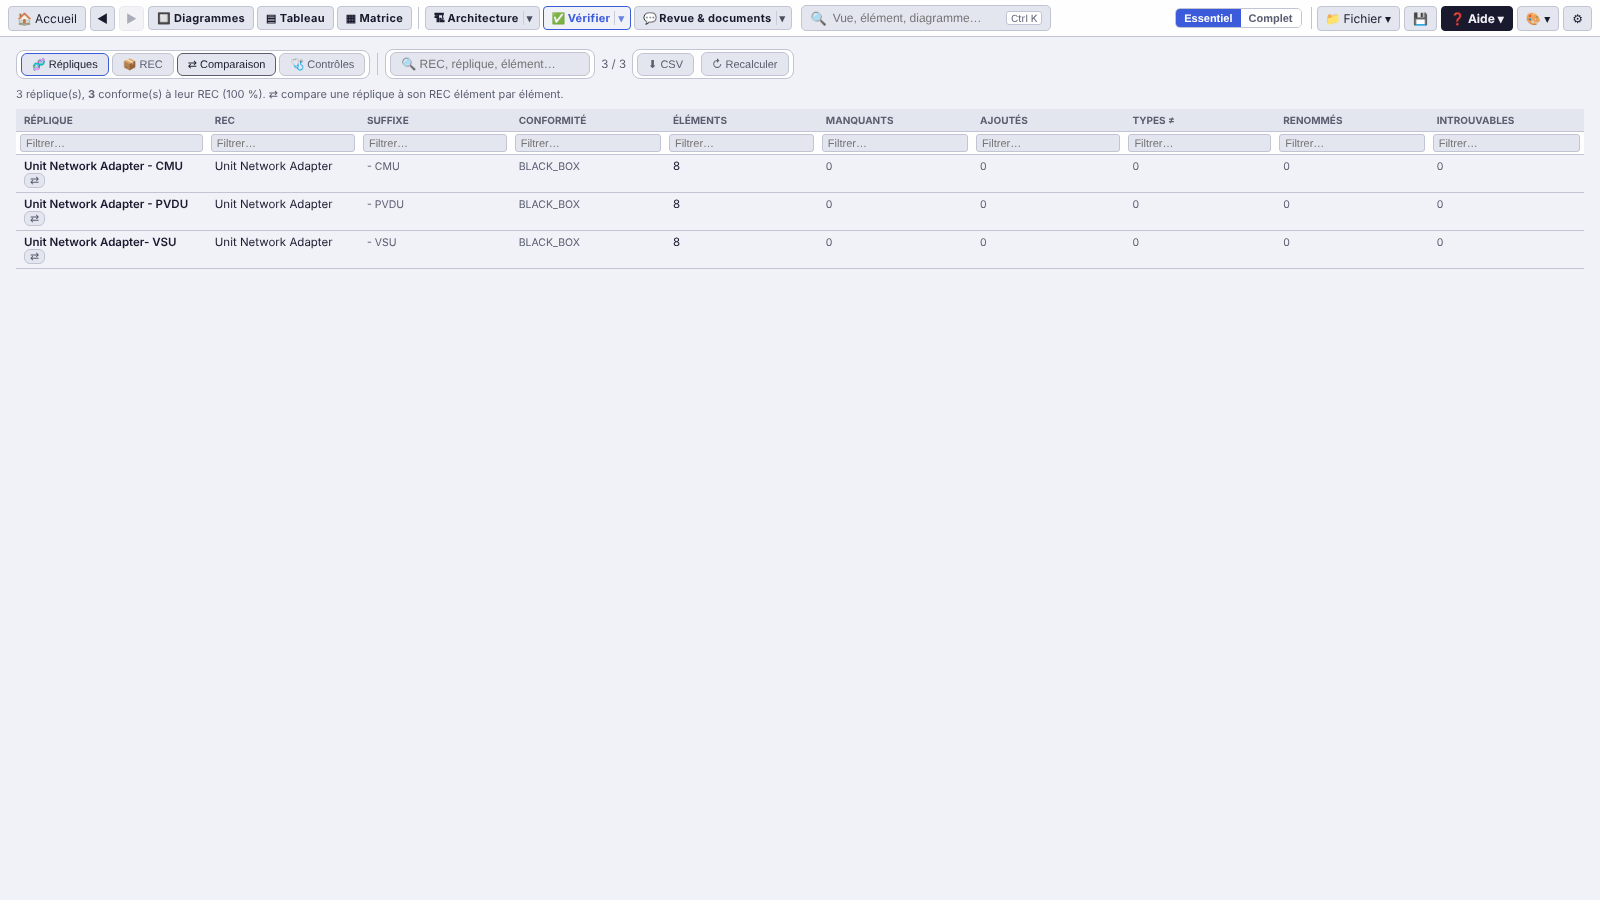 🏠 Accueil ◀ ▶ 🔲 Diagrammes ▤ Tableau ▦ Matrice 🏗 Architecture ▾ ✅ Vérifier ▾ 💬 Revue & documents ▾ 🔍 Vue, élément, diagramme… Ctrl K Essentiel Complet 📁 Fichier ▾ 💾 ❓ Aide ▾ 🎨 ▾ ⚙
🧬 Répliques 📦 REC ⇄ Comparaison 🩺 Contrôles 🔍 REC, réplique, élément… 3 / 3 ⬇ CSV ↻ Recalculer
3 réplique(s), 3 conforme(s) à leur REC (100 %). ⇄ compare une réplique à son REC élément par élément.
RÉPLIQUE REC SUFFIXE CONFORMITÉ ÉLÉMENTS MANQUANTS AJOUTÉS TYPES ≠ RENOMMÉS INTROUVABLES
Filtrer… Filtrer… Filtrer… Filtrer… Filtrer… Filtrer… Filtrer… Filtrer… Filtrer… Filtrer…
Unit Network Adapter - CMU Unit Network Adapter - CMU BLACK_BOX 8 0 0 0 0 0
⇄
Unit Network Adapter - PVDU Unit Network Adapter - PVDU BLACK_BOX 8 0 0 0 0 0
⇄
Unit Network Adapter- VSU Unit Network Adapter - VSU BLACK_BOX 8 0 0 0 0 0
⇄